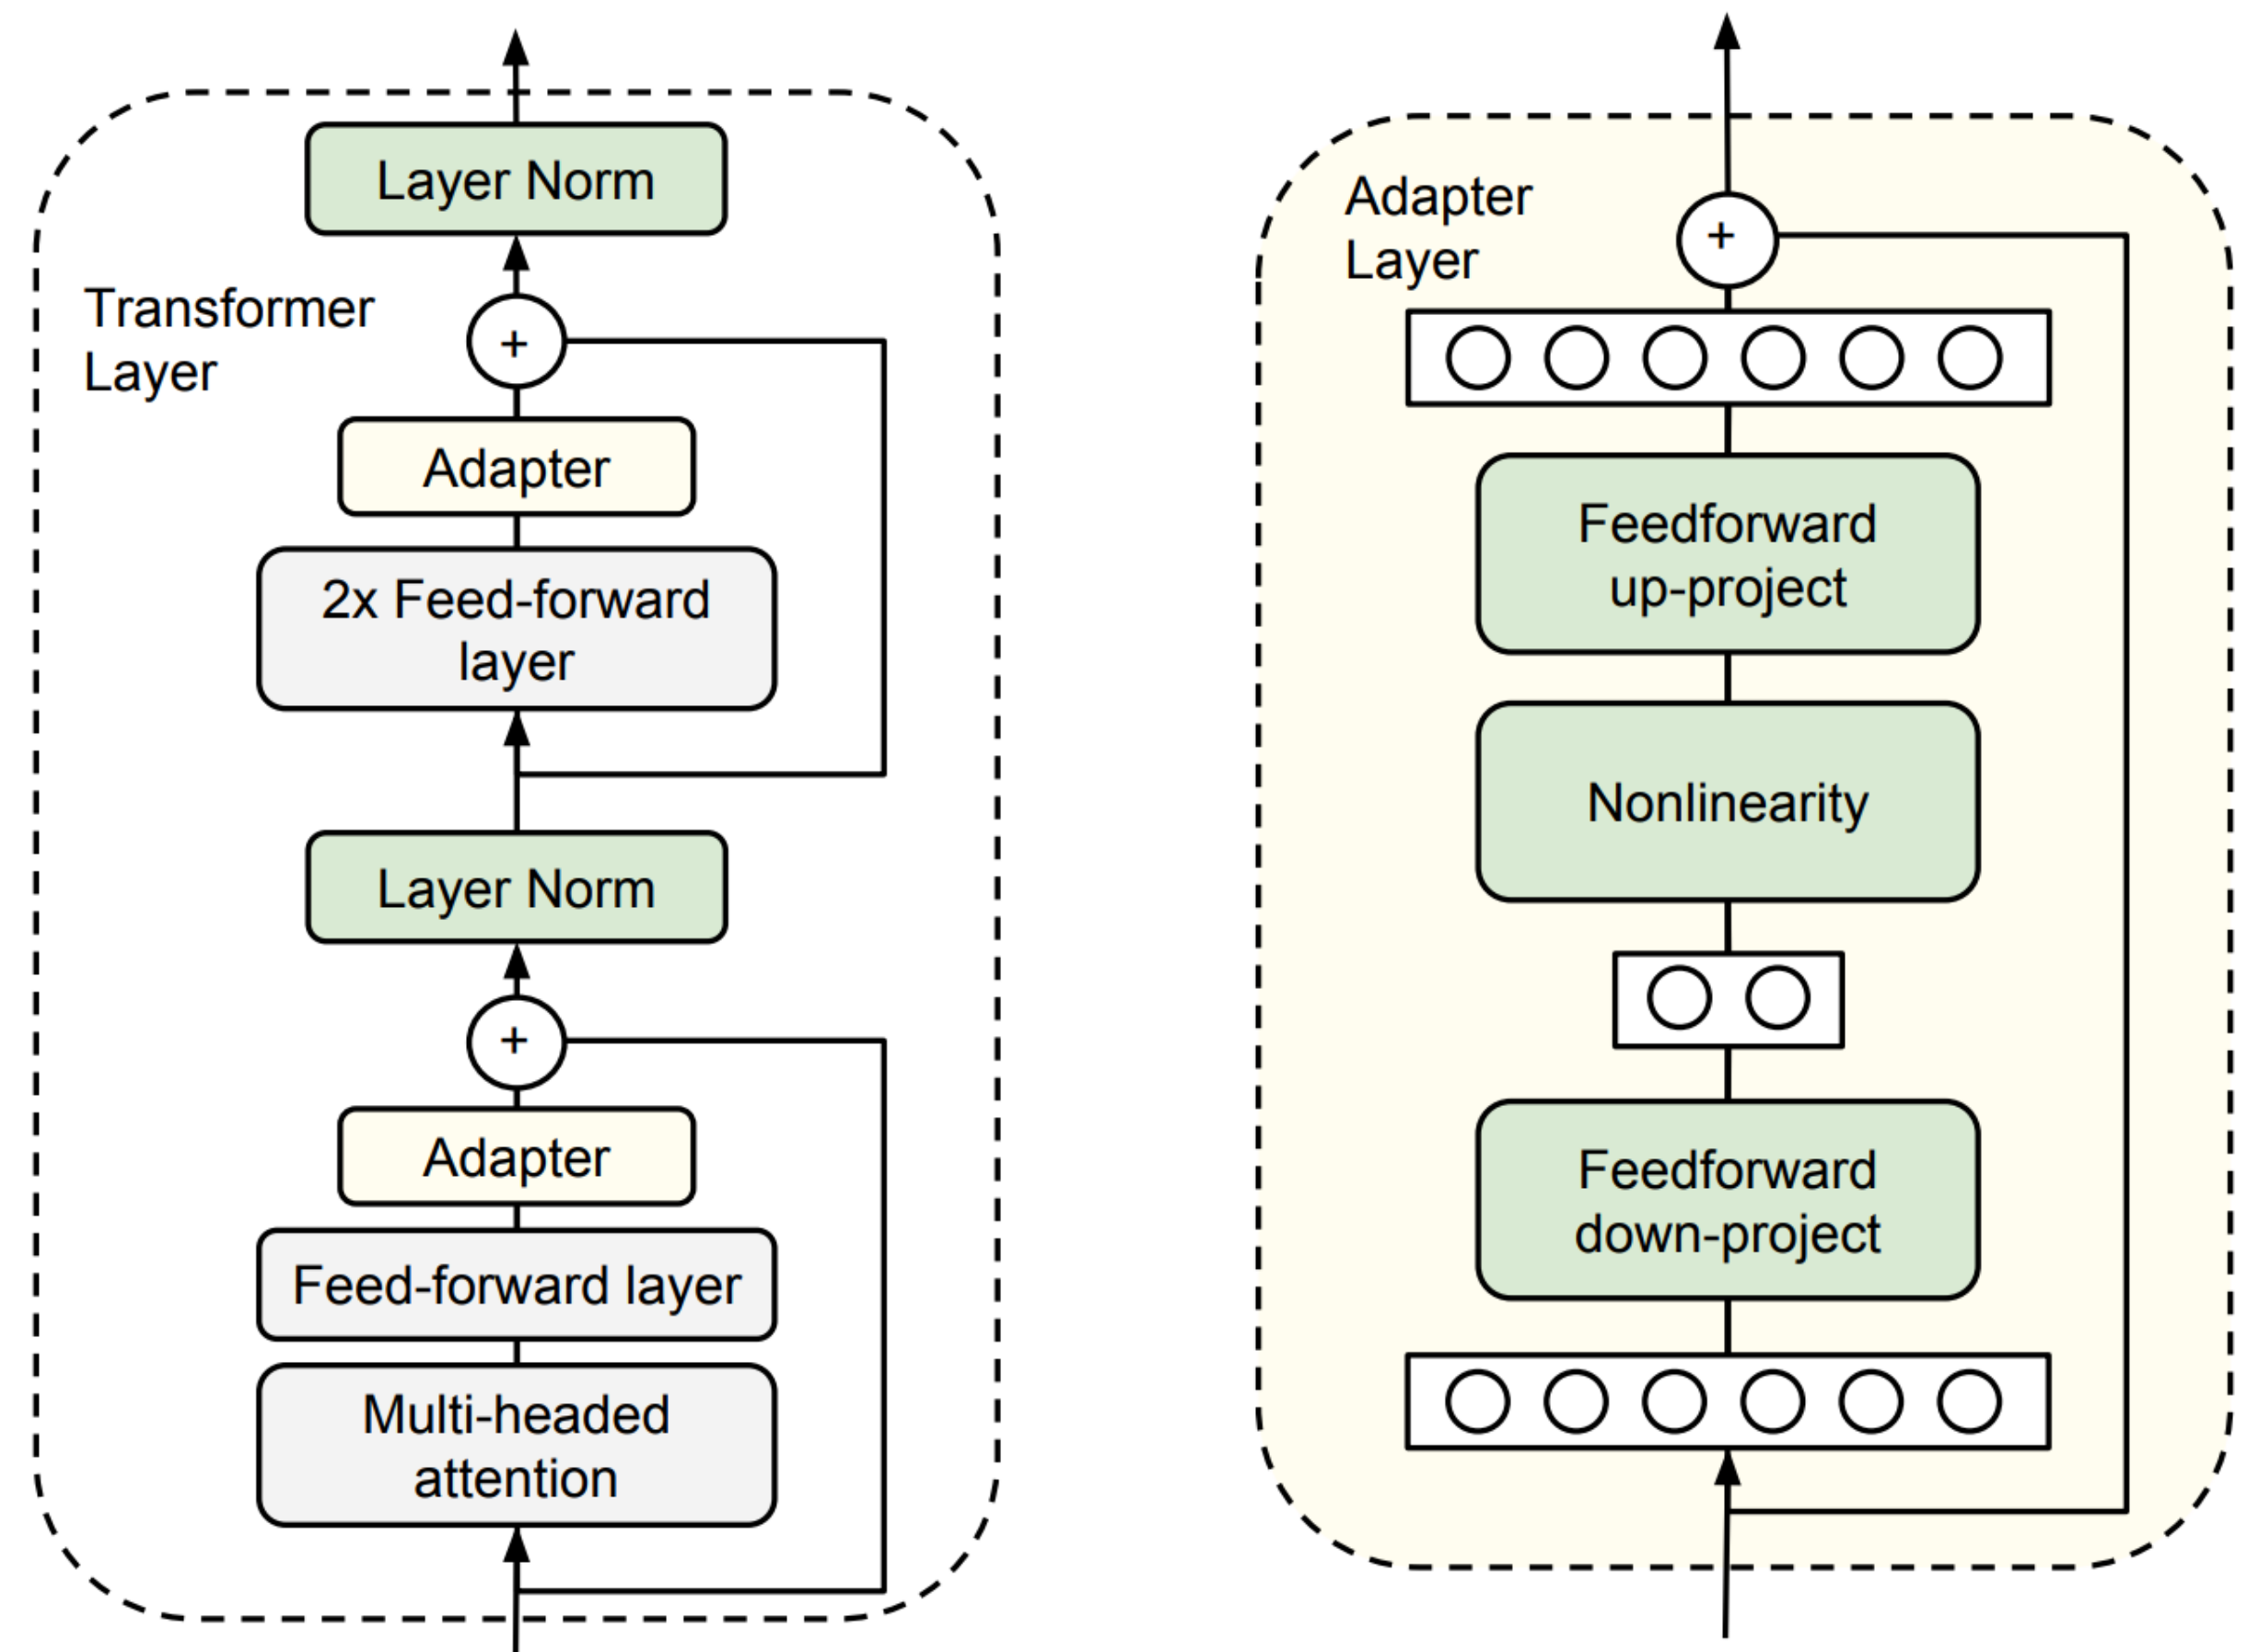 Layer Norm
Transformer
Layer
+
Adapter
2x Feed-forward
layer
Layer Norm
+
Adapter
Feed-forward layer
Multi-headed
attention
Adapter
Layer
+
Feedforward
up-project
Nonlinearity
Feedforward
down-project